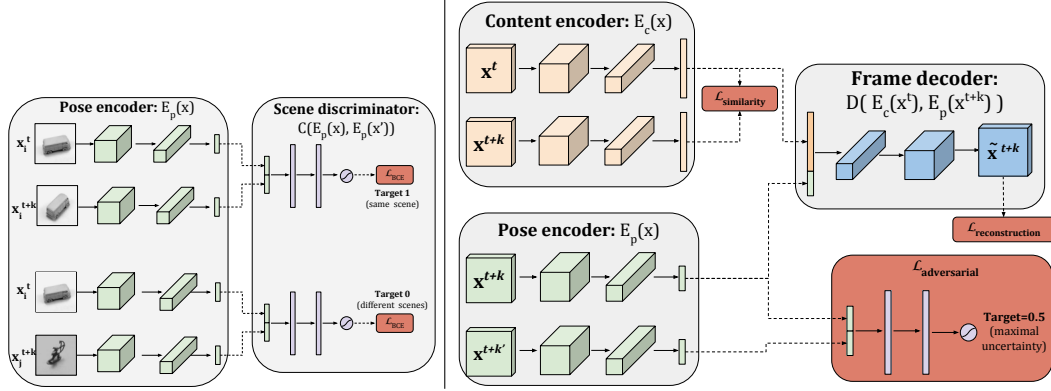 Pose encoder: E_p(x)
x_i^t
x_i^{t+k}
x_i^t
x_j^{t+k}
Scene discriminator:
C(E_p(x), E_p(x'))
ℒ_BCE
Target 1
(same scene)
Target 0
(different scenes)
ℒ_BCE
Content encoder: E_c(x)
x^t
x^{t+k}
ℒ_similarity
Pose encoder: E_p(x)
x^{t+k}
x^{t+k'}
Frame decoder:
D( E_c(x^t), E_p(x^{t+k}) )
x̃^{t+k}
ℒ_reconstruction
ℒ_adversarial
Target=0.5
(maximal
uncertainty)